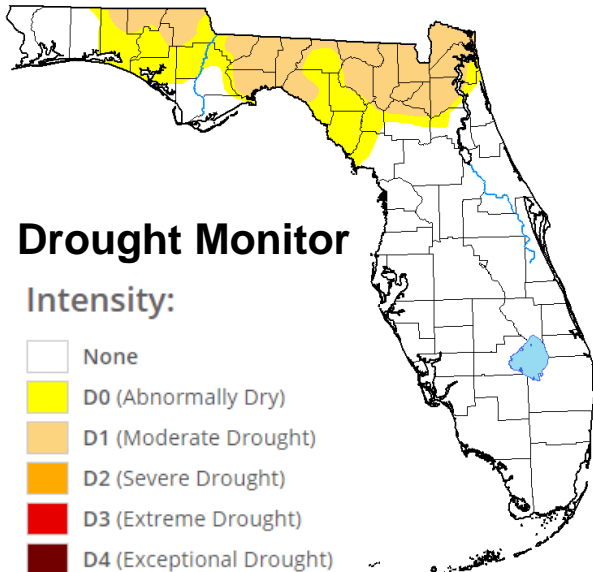 Drought Monitor
Intensity:
None
D0 (Abnormally Dry)
D1 (Moderate Drought)
D2 (Severe Drought)
D3 (Extreme Drought)
D4 (Exceptional Drought)